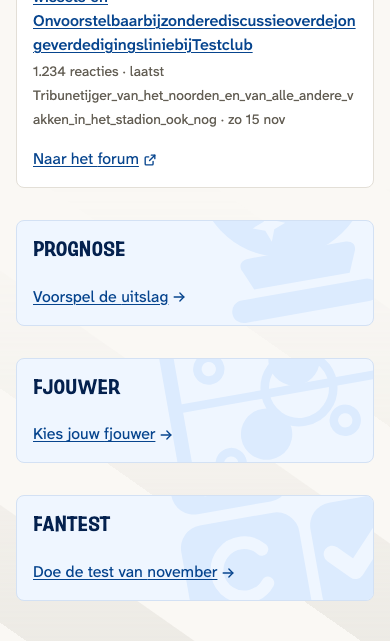 Onvoorstelbaarbijzonderediscussieoverdejon
geverdedigingsliniebijTestclub
1.234 reacties · laatst
Tribunetijger_van_het_noorden_en_van_alle_andere_v
akken_in_het_stadion_ook_nog · zo 15 nov
Naar het forum
PROGNOSE
Voorspel de uitslag →
FJOUWER
Kies jouw fjouwer →
FANTEST
Doe de test van november →